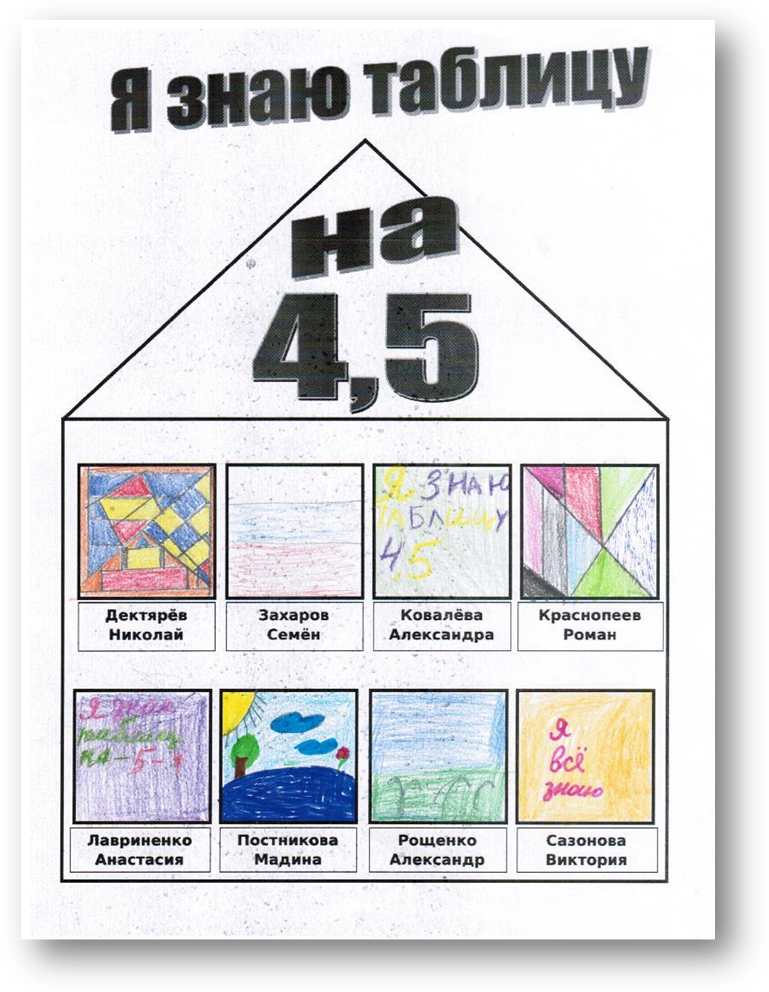 Я знаю таблицу
на
4,5
Я ЗНАЮ
ТАБЛИЦУ
4,5
Дектярёв
Николай
Захаров
Семён
Ковалёва
Александра
Краснопеев
Роман
Я знаю
таблиц
на-5-4
я
всё
знаю
Лавриненко
Анастасия
Постникова
Мадина
Рощенко
Александр
Сазонова
Виктория